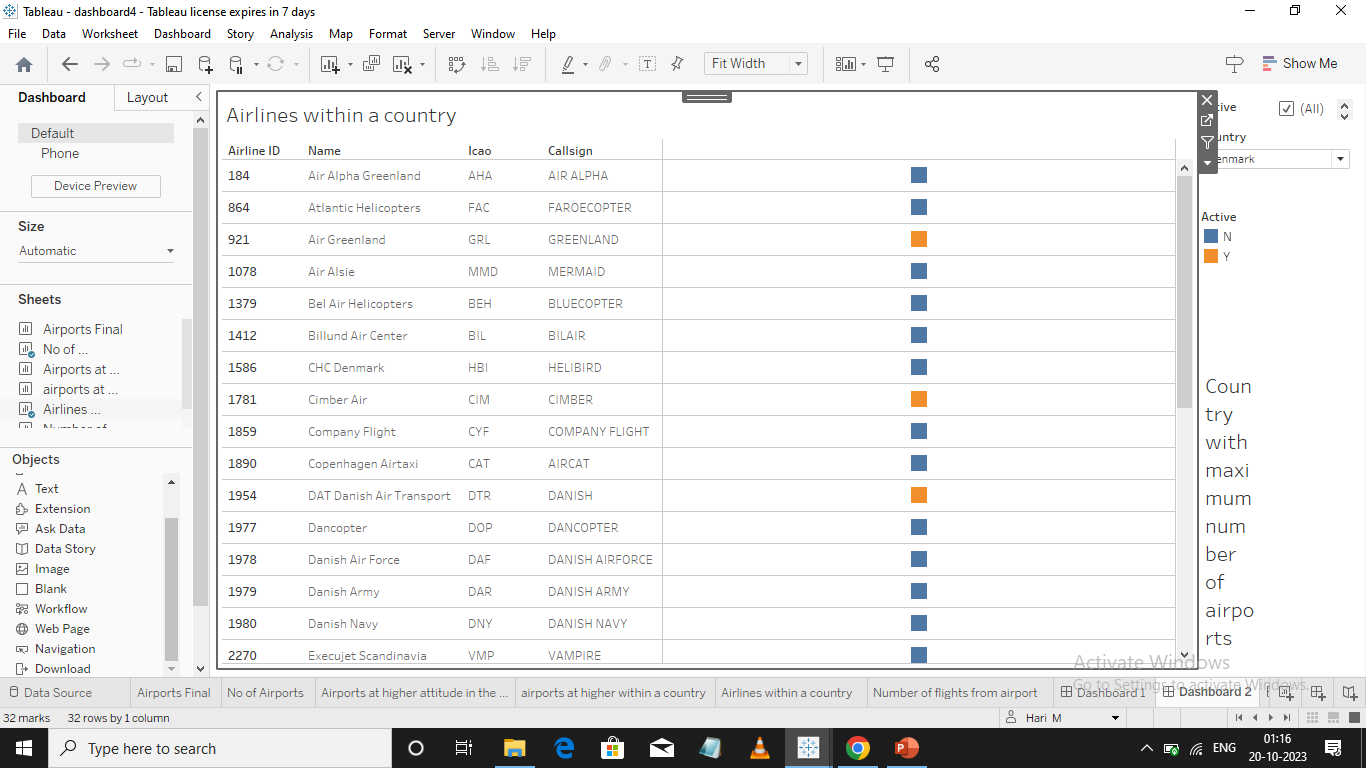 Tableau - dashboard4 - Tableau license expires in 7 days
File Data Worksheet Dashboard Story Analysis Map Format Server Window Help
Fit Width
Show Me
Dashboard Layout
Default
Phone
Device Preview
Size
Automatic
Sheets
Airports Final
No of ...
Airports at ...
airports at ...
Airlines ...
Objects
Text
Extension
Ask Data
Data Story
Image
Blank
Workflow
Web Page
Navigation
Download
Airlines within a country
Airline ID Name Icao Callsign
184 Air Alpha Greenland AHA AIR ALPHA
864 Atlantic Helicopters FAC FAROECOPTER
921 Air Greenland GRL GREENLAND
1078 Air Alsie MMD MERMAID
1379 Bel Air Helicopters BEH BLUECOPTER
1412 Billund Air Center BIL BILAIR
1586 CHC Denmark HBI HELIBIRD
1781 Cimber Air CIM CIMBER
1859 Company Flight CYF COMPANY FLIGHT
1890 Copenhagen Airtaxi CAT AIRCAT
1954 DAT Danish Air Transport DTR DANISH
1977 Dancopter DOP DANCOPTER
1978 Danish Air Force DAF DANISH AIRFORCE
1979 Danish Army DAR DANISH ARMY
1980 Danish Navy DNY DANISH NAVY
2270 Execujet Scandinavia VMP VAMPIRE
(All)
Active
N
Y
Coun
try
with
maxi
mum
num
ber
of
airpo
rts
Activate Windows
Go to Settings to activate Windows.
Data Source Airports Final No of Airports Airports at higher attitude in the ... airports at higher within a country Airlines within a country Number of flights from airport Dashboard 1 Dashboard 2
32 marks 32 rows by 1 column Hari M
Type here to search
ENG
01:16
20-10-2023